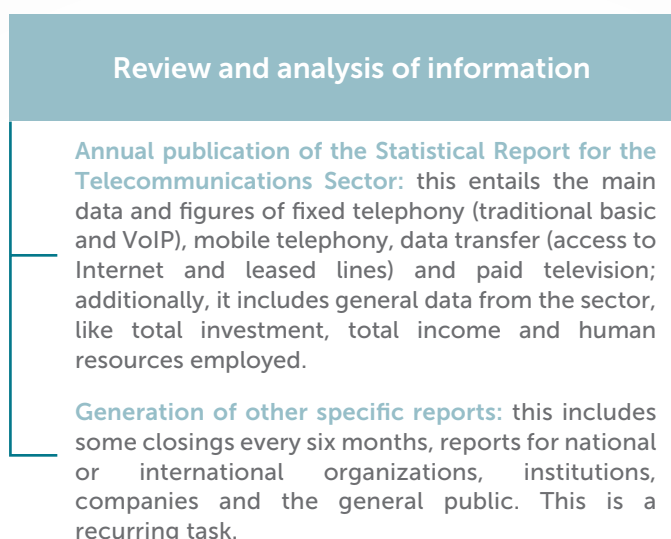 Review and analysis of information
Annual publication of the Statistical Report for the
Telecommunications Sector: this entails the main
data and figures of fixed telephony (traditional basic
and VoIP), mobile telephony, data transfer (access to
Internet and leased lines) and paid television;
additionally, it includes general data from the sector,
like total investment, total income and human
resources employed.
Generation of other specific reports: this includes
some closings every six months, reports for national
or international organizations, institutions,
companies and the general public. This is a
recurring task.